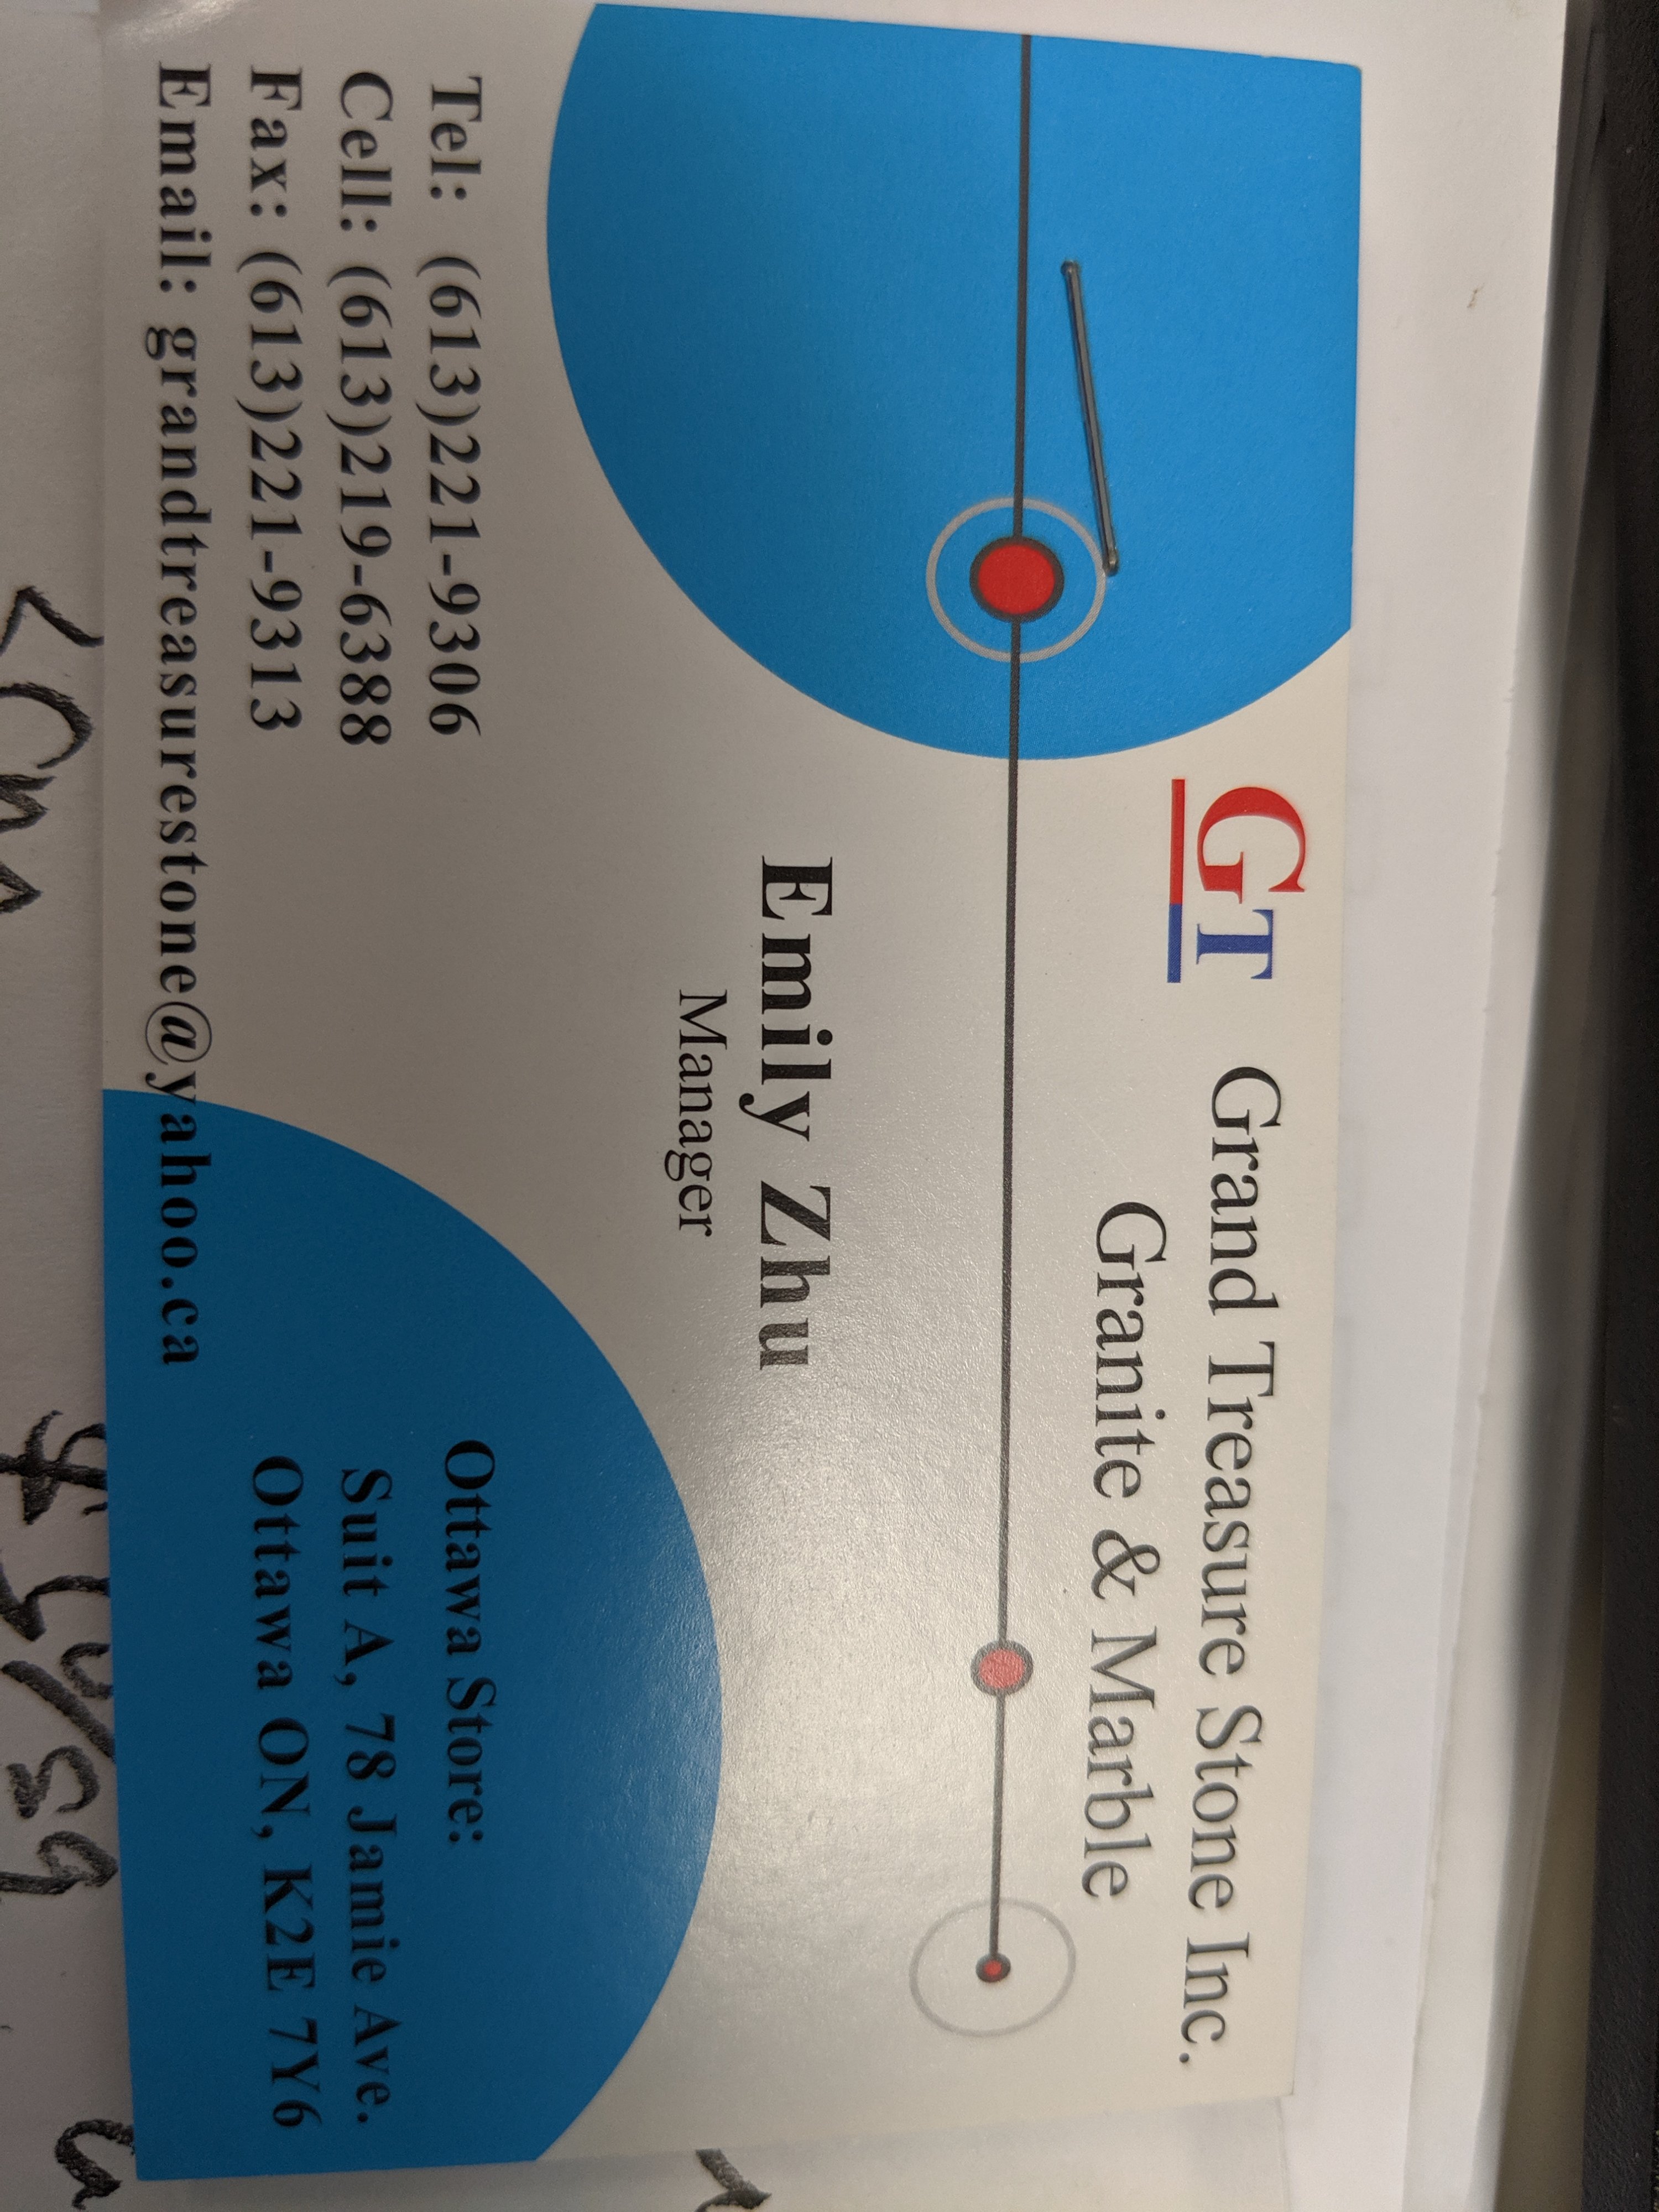 GT Grand Treasure Stone Inc.
Granite & Marble
Emily Zhu
Manager
Tel: (613)221-9306
Cell: (613)219-6388
Fax: (613)221-9313
Email: grandtreasurestone@yahoo.ca
Ottawa Store:
Suit A, 78 Jamie Ave.
Ottawa ON, K2E 7Y6